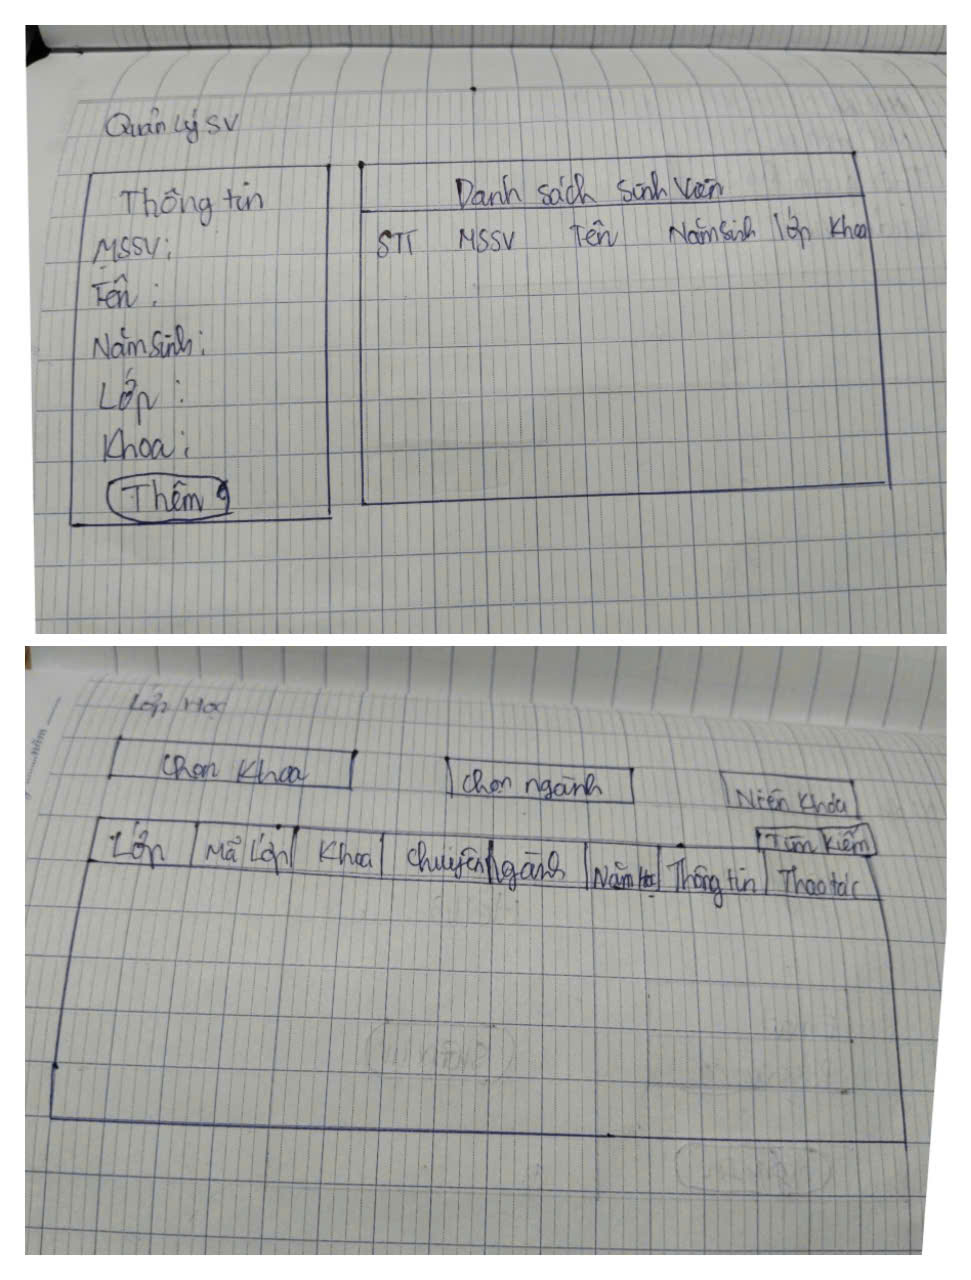 Quản Lý SV
Thông tin
MSSV:
Tên :
Năm Sinh:
Lớp :
Khoa :
Thêm
Danh sách Sinh Viên
STT MSSV Tên Năm Sinh lớp Khoa
Lớp Học
Chọn Khoa
Chọn ngành
Niên Khóa
Tìm Kiếm
Lớp Mã Lớp Khoa Chuyên ngành Năm Học Thông tin Thao tác